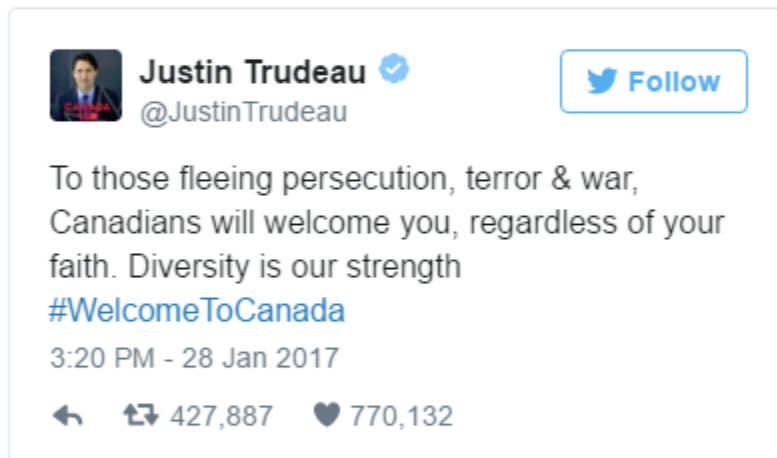 Justin Trudeau
@JustinTrudeau
Follow
To those fleeing persecution, terror & war,
Canadians will welcome you, regardless of your
faith. Diversity is our strength
#WelcomeToCanada
3:20 PM - 28 Jan 2017
427,887 770,132